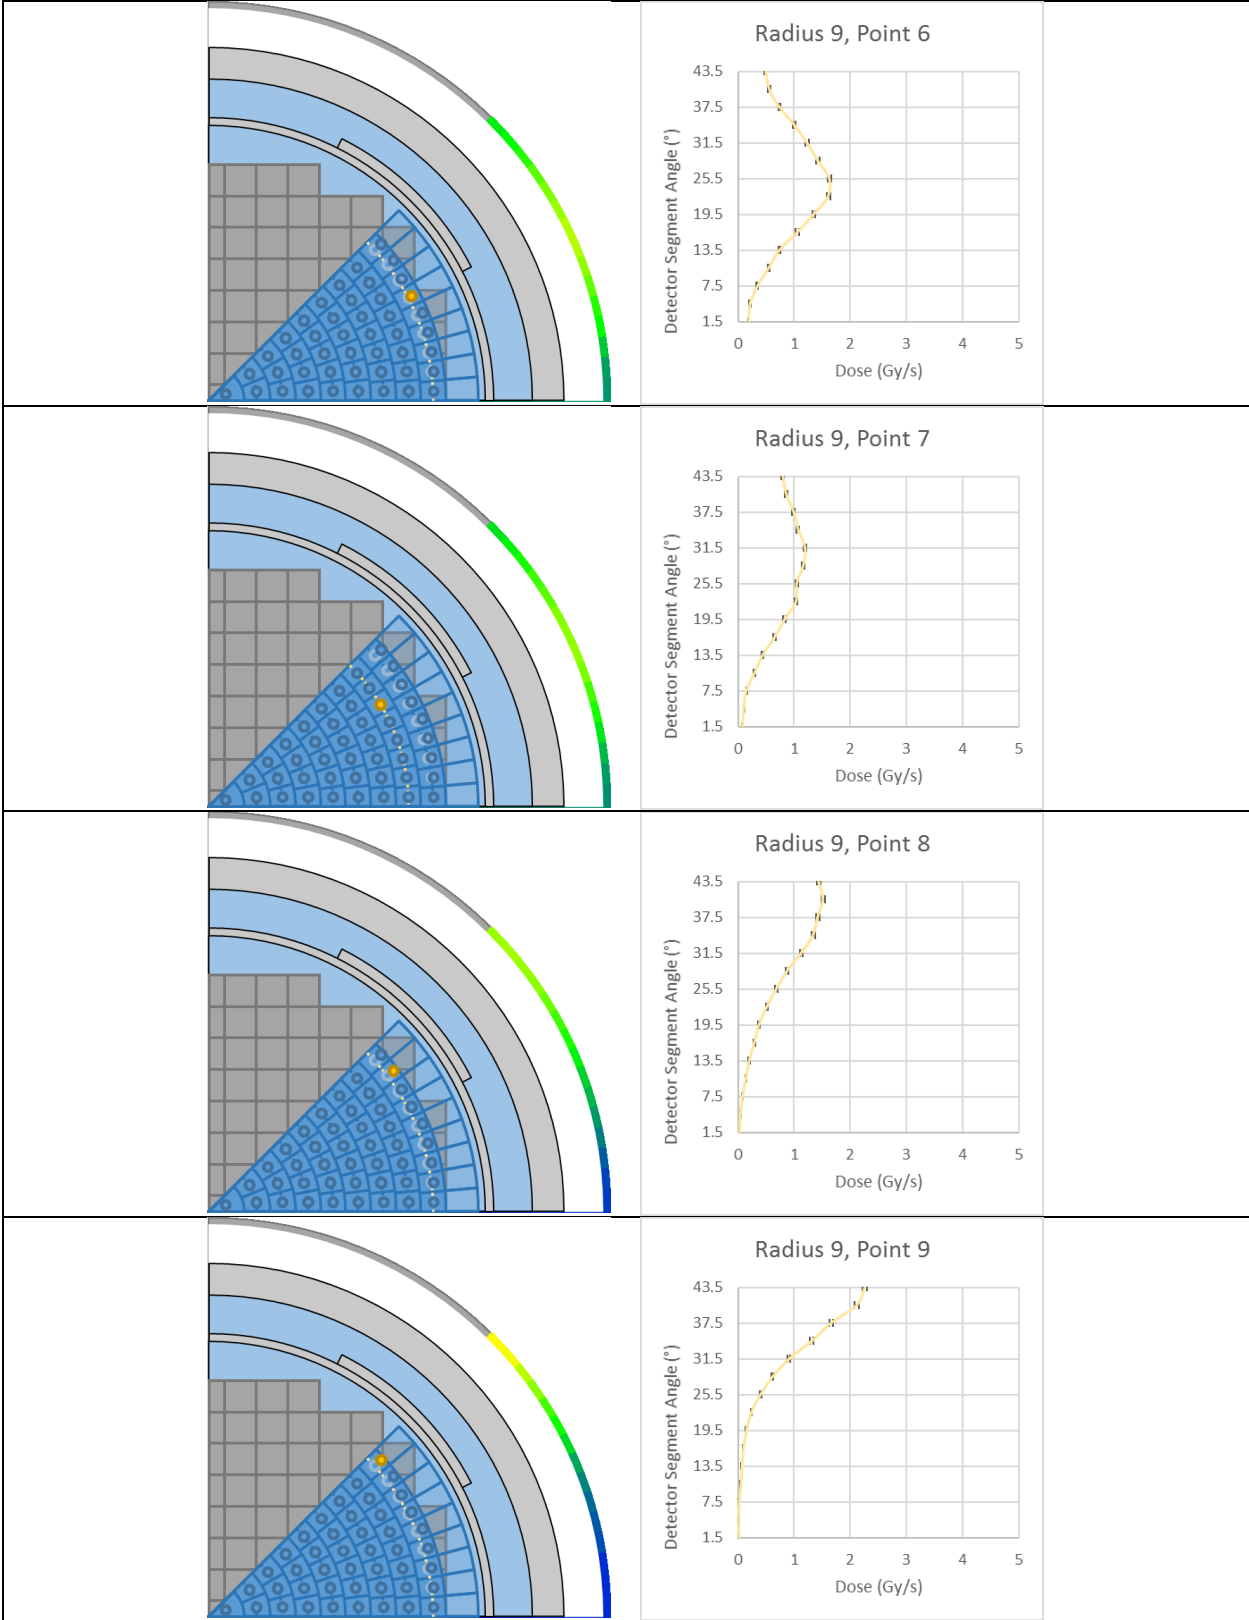 Radius 9, Point 6
43.5
37.5
31.5
25.5
19.5
13.5
7.5
1.5
Detector Segment Angle (°)
0 1 2 3 4 5
Dose (Gy/s)
Radius 9, Point 7
43.5
37.5
31.5
25.5
19.5
13.5
7.5
1.5
Detector Segment Angle (°)
0 1 2 3 4 5
Dose (Gy/s)
Radius 9, Point 8
43.5
37.5
31.5
25.5
19.5
13.5
7.5
1.5
Detector Segment Angle (°)
0 1 2 3 4 5
Dose (Gy/s)
Radius 9, Point 9
43.5
37.5
31.5
25.5
19.5
13.5
7.5
1.5
Detector Segment Angle (°)
0 1 2 3 4 5
Dose (Gy/s)